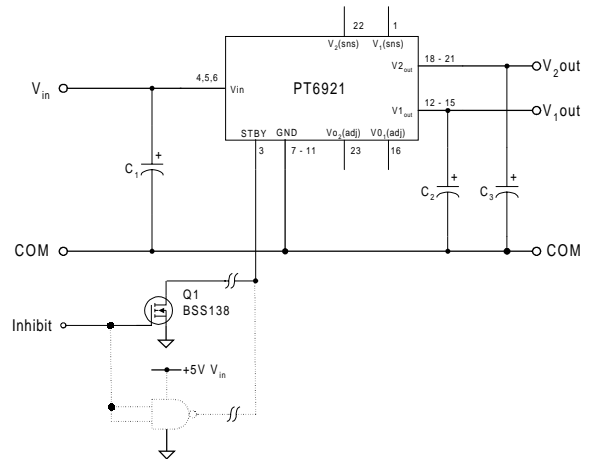 22 1
V2(sns) V1(sns)
18 - 21
V2out
V2out
4,5,6
Vin
Vin
PT6921
12 - 15
V1out
V1out
STBY GND Vo2(adj) V01(adj)
3 7 - 11 23 16
+
C1
+
C2
+
C3
COM
COM
Q1
BSS138
Inhibit
+5V Vin